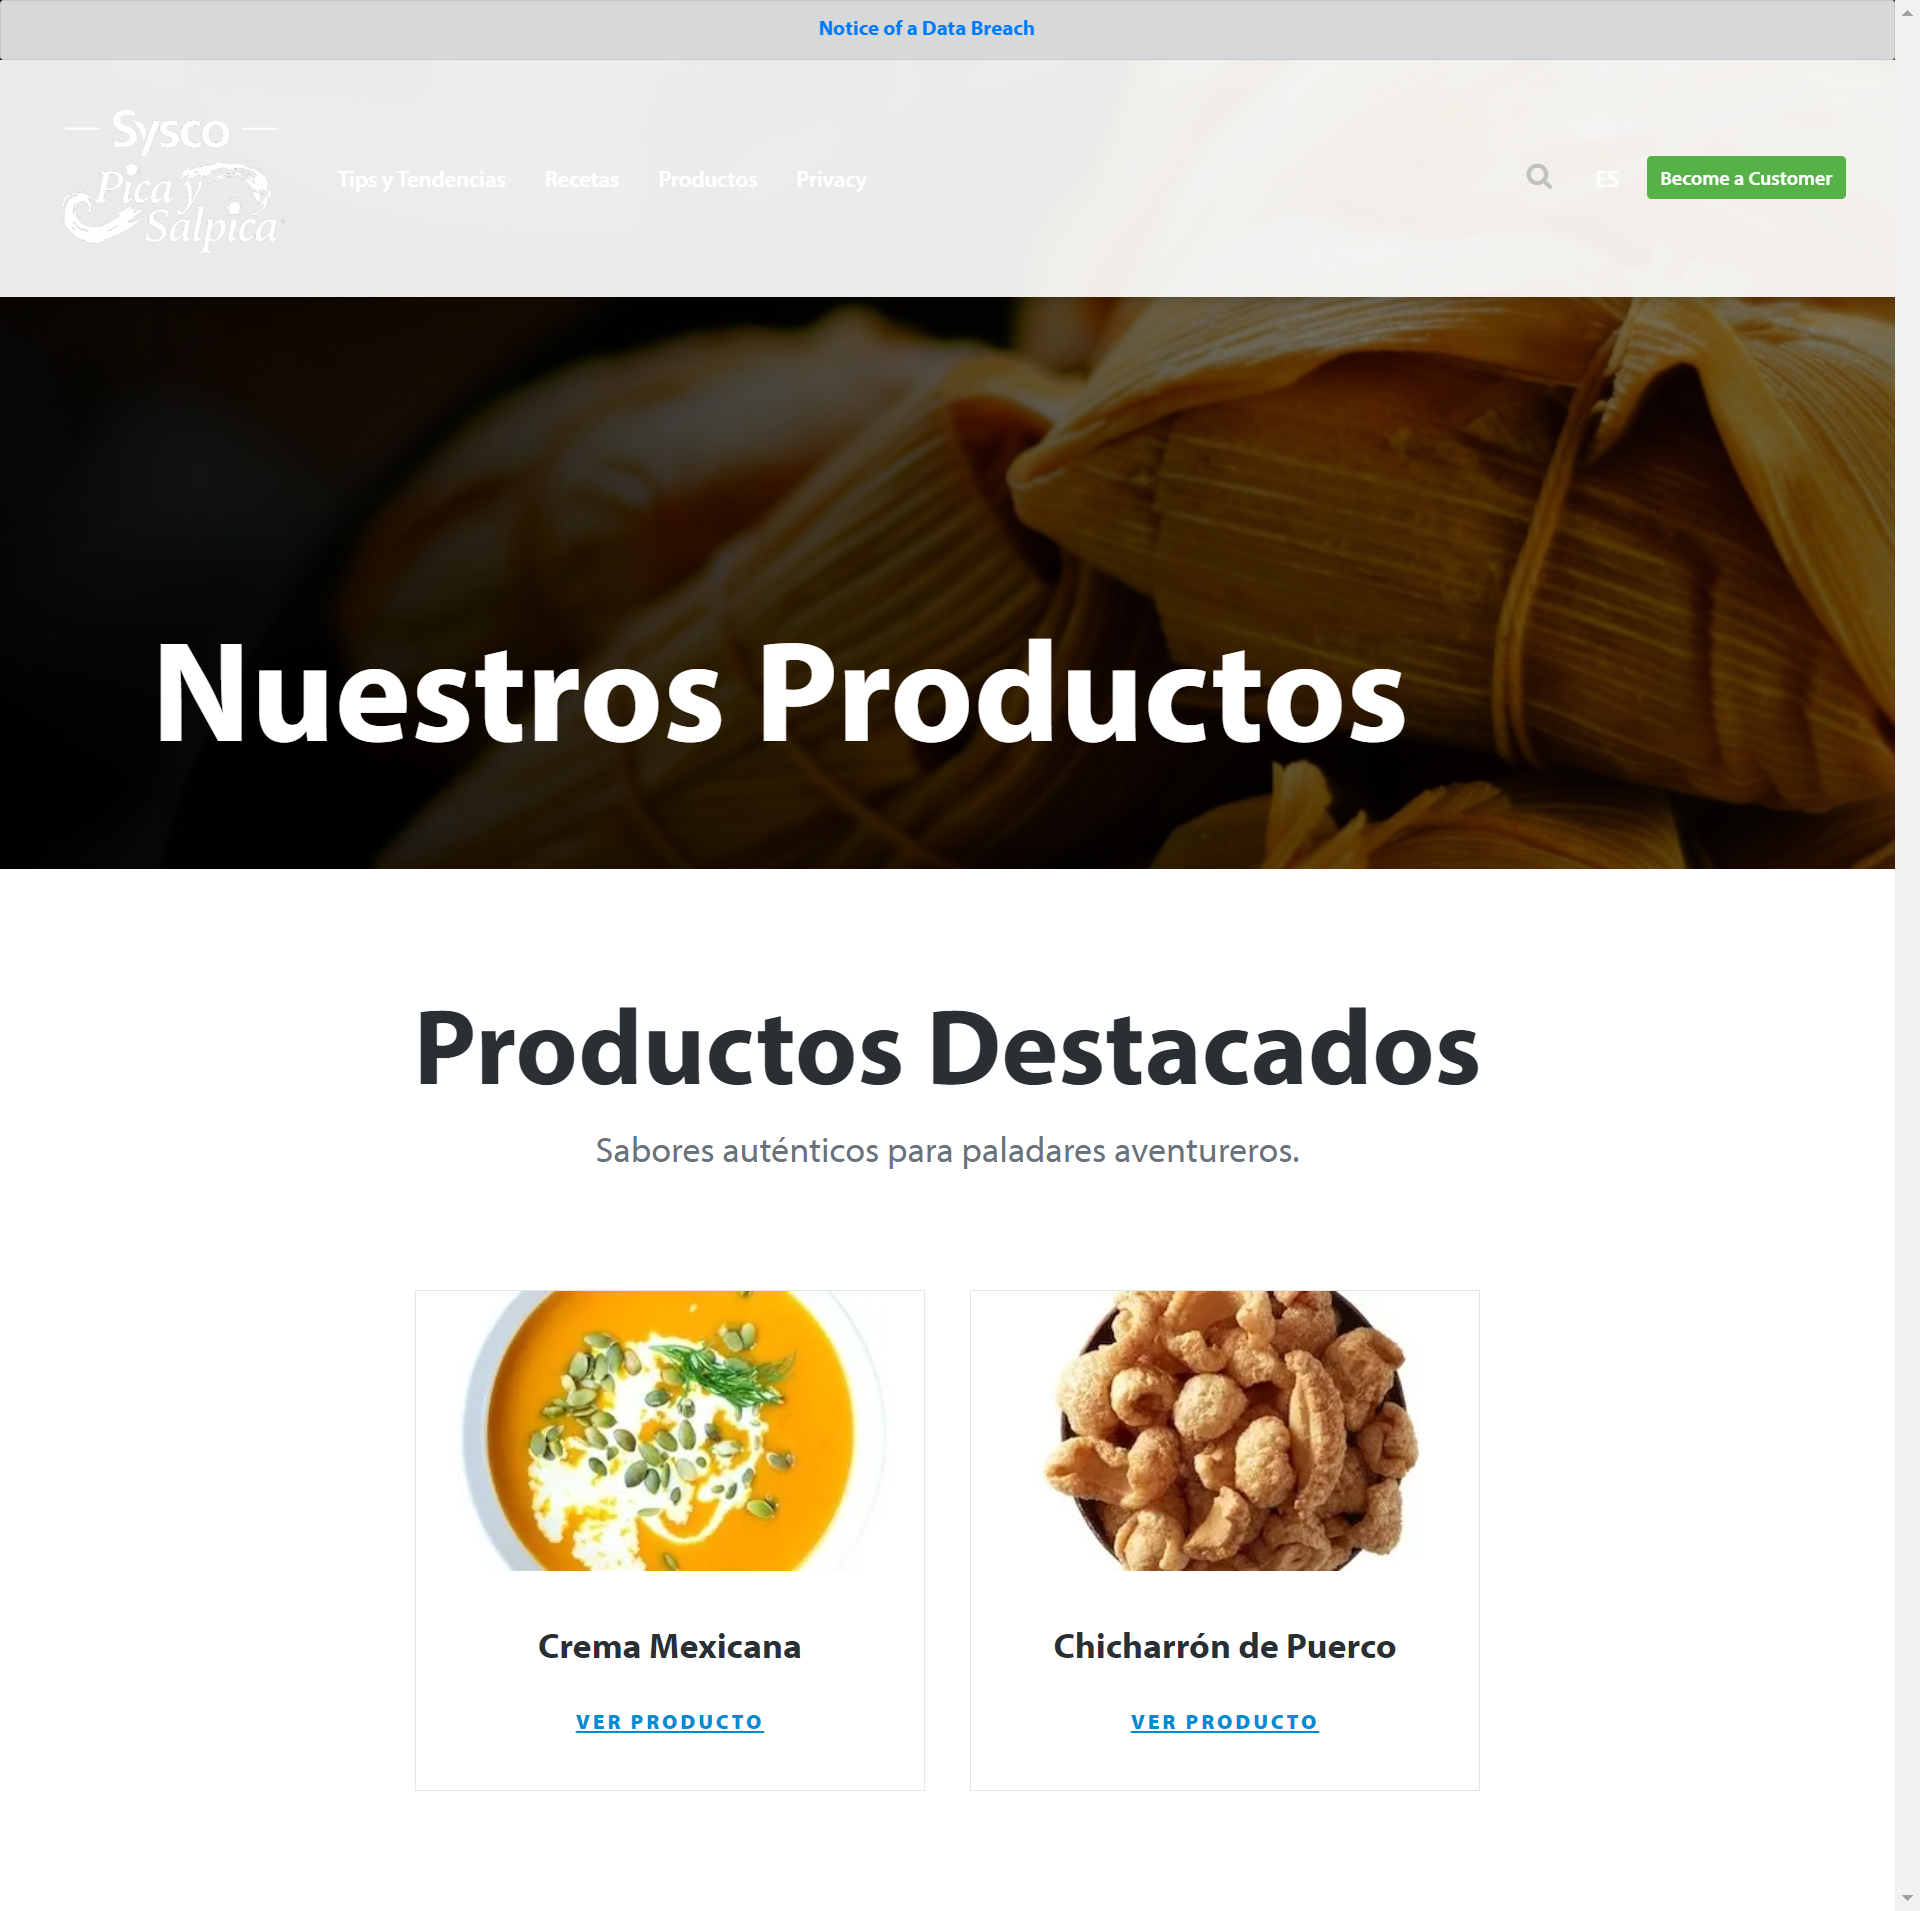 Notice of a Data Breach
Sysco
Pica y
Salpica
Tips y Tendencias
Recetas
Productos
Privacy
ES
Become a Customer
Nuestros Productos
Productos Destacados
Sabores auténticos para paladares aventureros.
Crema Mexicana
VER PRODUCTO
Chicharrón de Puerco
VER PRODUCTO